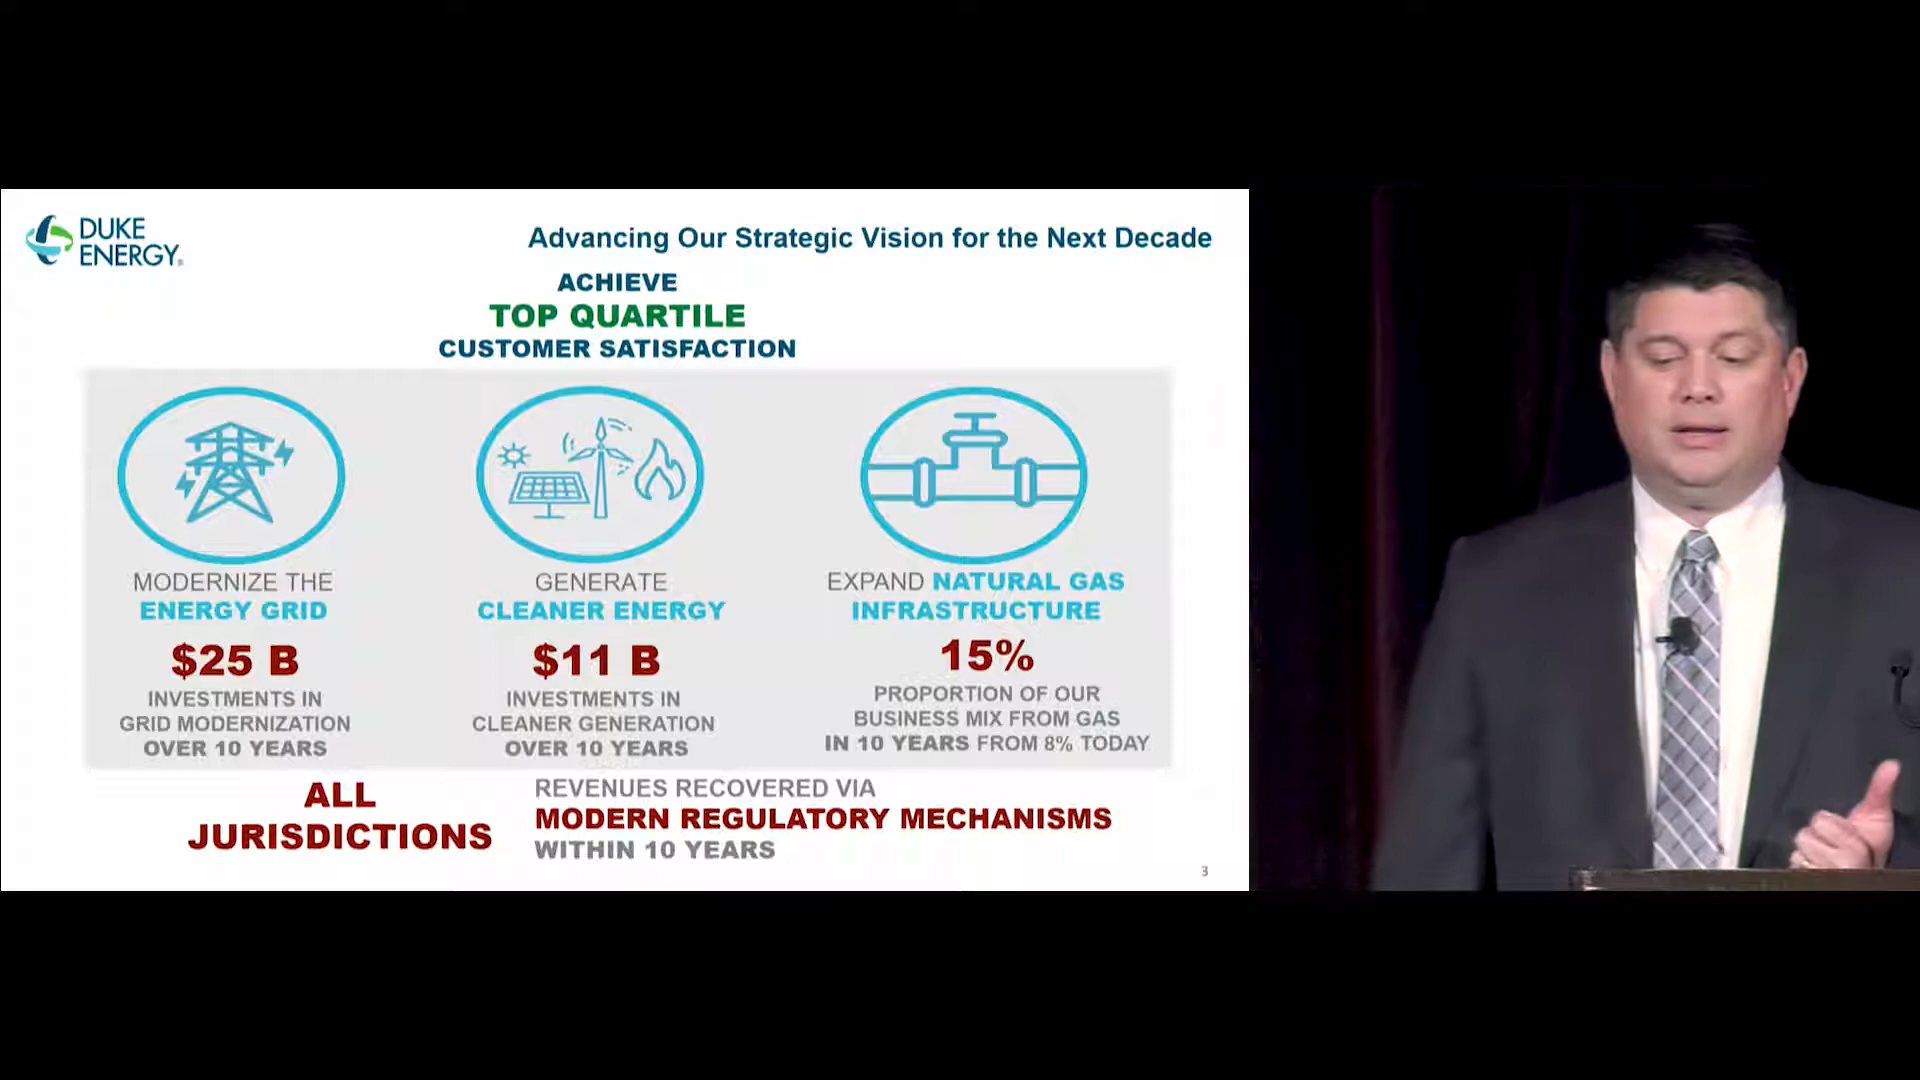 DUKE
ENERGY®
Advancing Our Strategic Vision for the Next Decade
ACHIEVE
TOP QUARTILE
CUSTOMER SATISFACTION
MODERNIZE THE
ENERGY GRID
$25 B
INVESTMENTS IN
GRID MODERNIZATION
OVER 10 YEARS
GENERATE
CLEANER ENERGY
$11 B
INVESTMENTS IN
CLEANER GENERATION
OVER 10 YEARS
EXPAND NATURAL GAS
INFRASTRUCTURE
15%
PROPORTION OF OUR
BUSINESS MIX FROM GAS
IN 10 YEARS FROM 8% TODAY
ALL
JURISDICTIONS
REVENUES RECOVERED VIA
MODERN REGULATORY MECHANISMS
WITHIN 10 YEARS
3